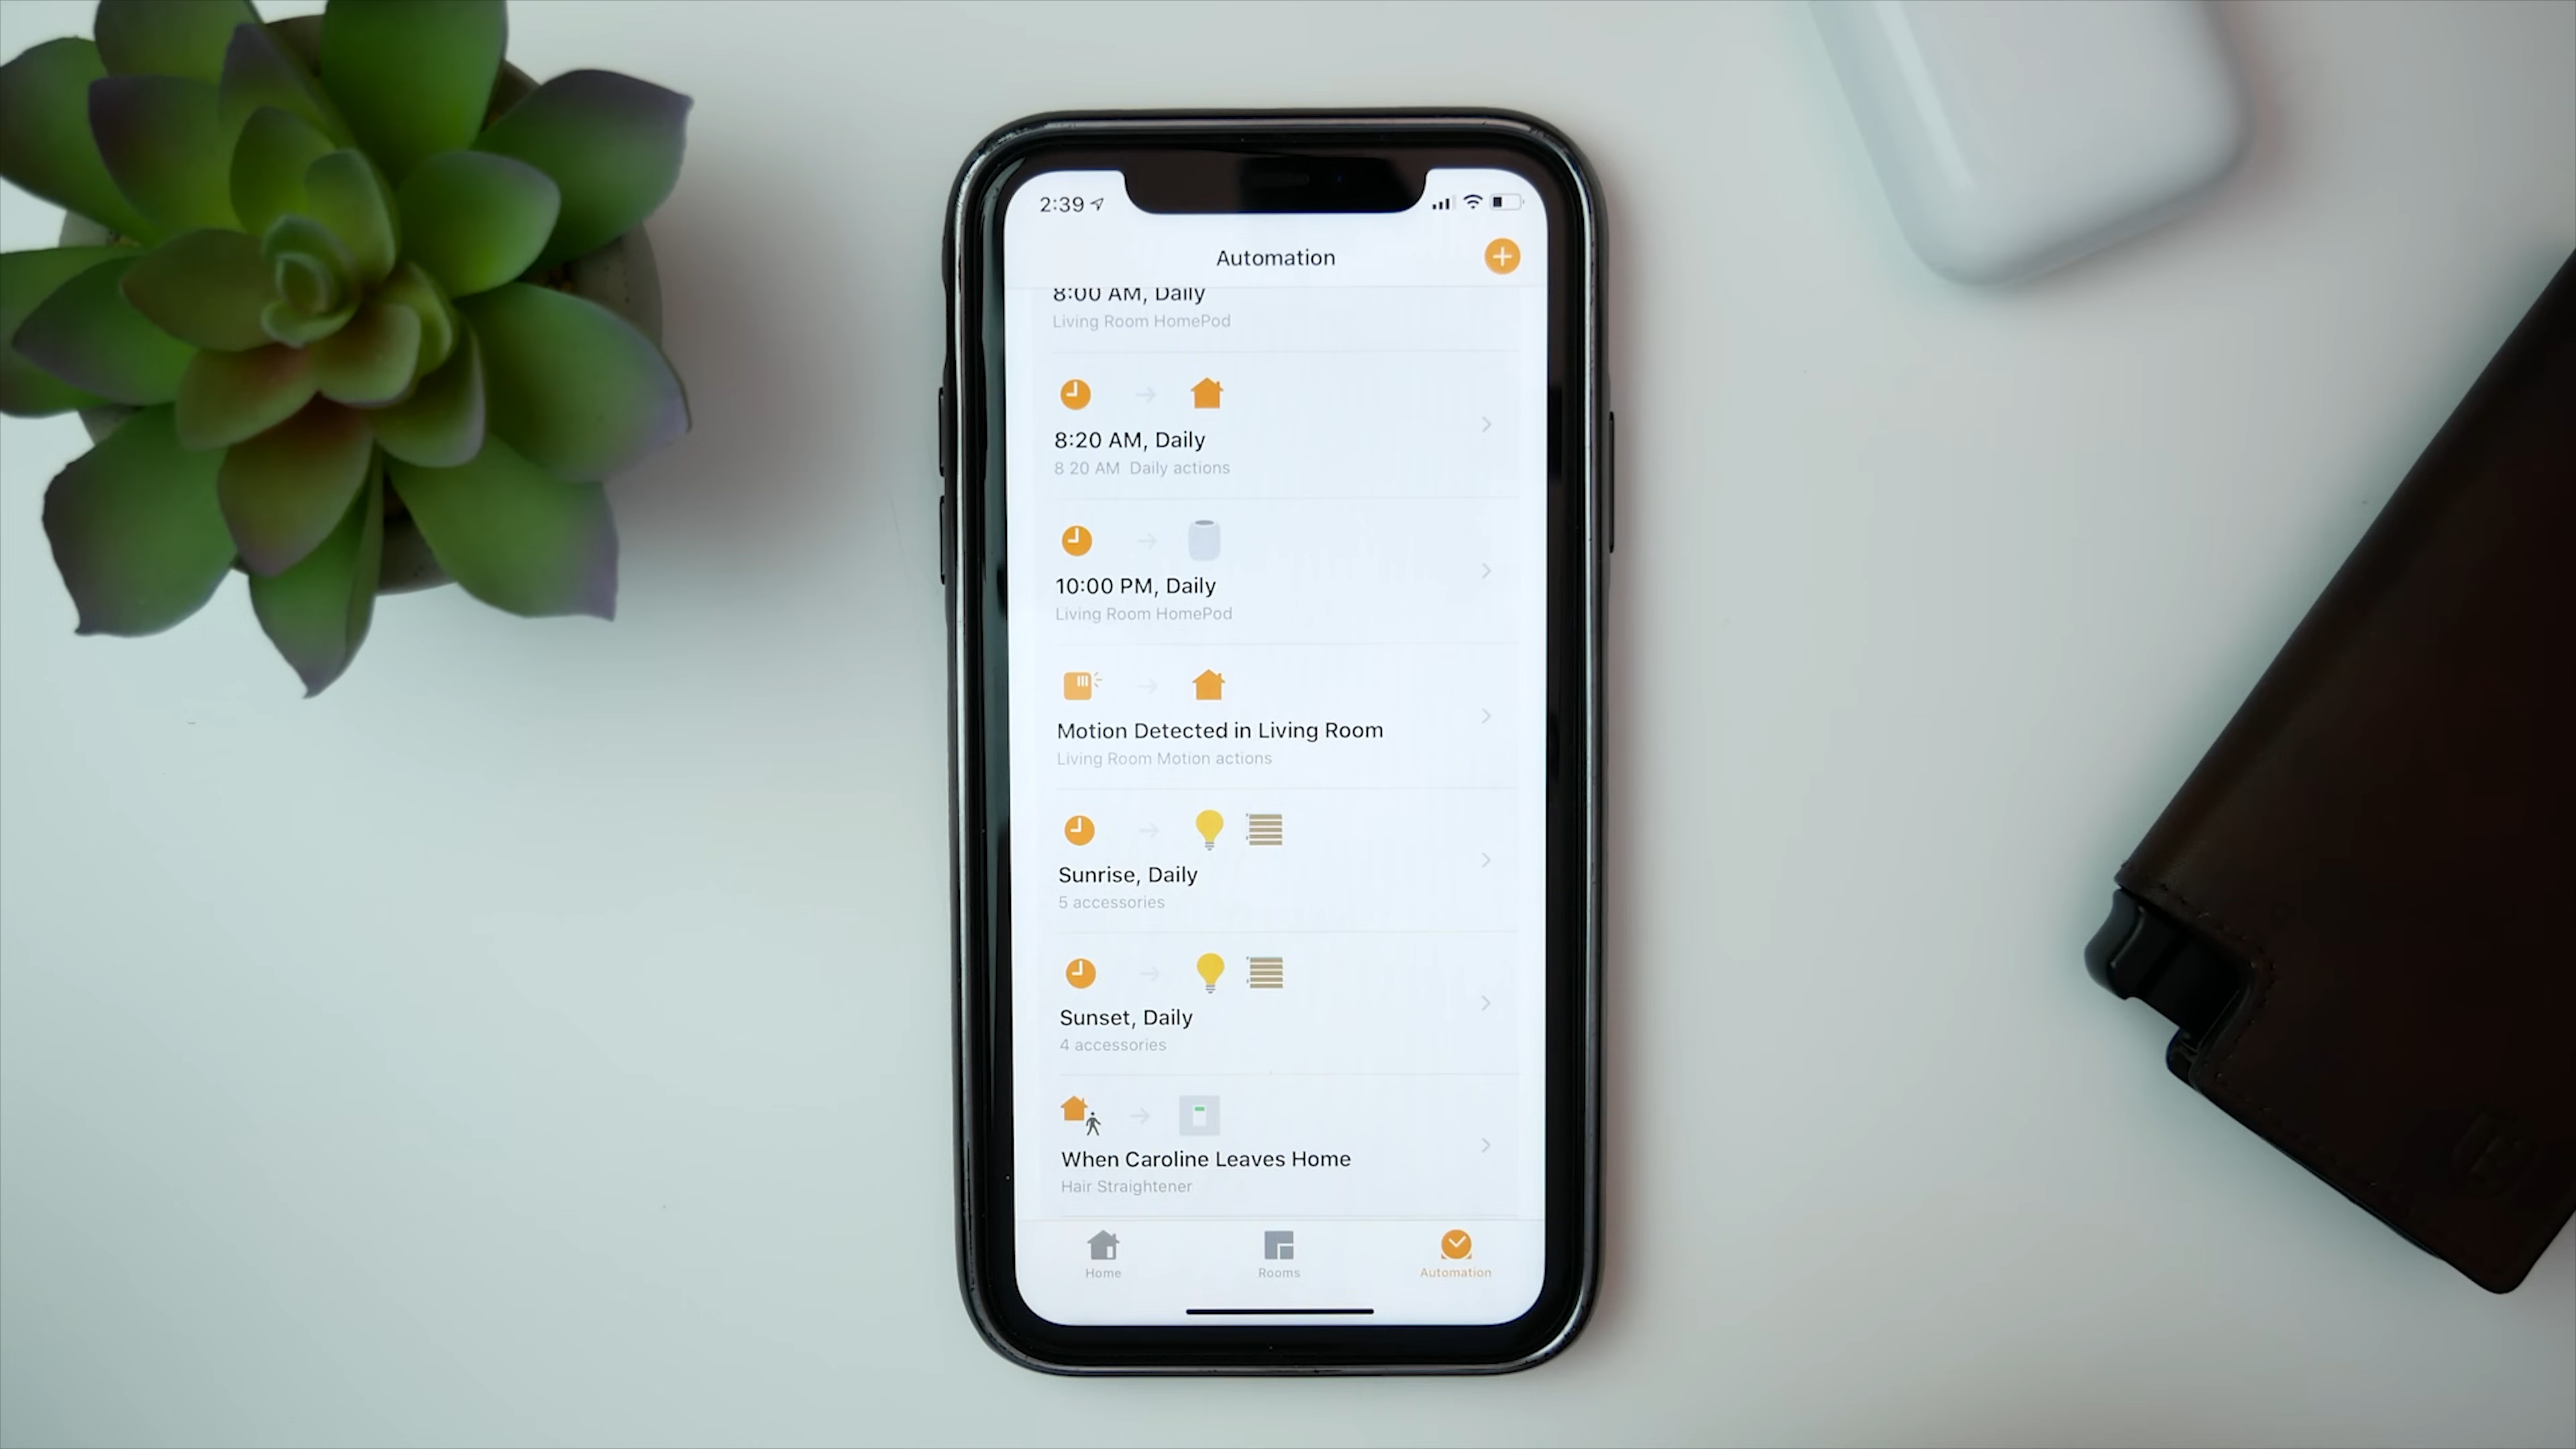 2:39
Automation
8:00 AM, Daily
Living Room HomePod
8:20 AM, Daily
8 20 AM Daily actions
10:00 PM, Daily
Living Room HomePod
Motion Detected in Living Room
Living Room Motion actions
Sunrise, Daily
5 accessories
Sunset, Daily
4 accessories
When Caroline Leaves Home
Hair Straightener
Home
Rooms
Automation